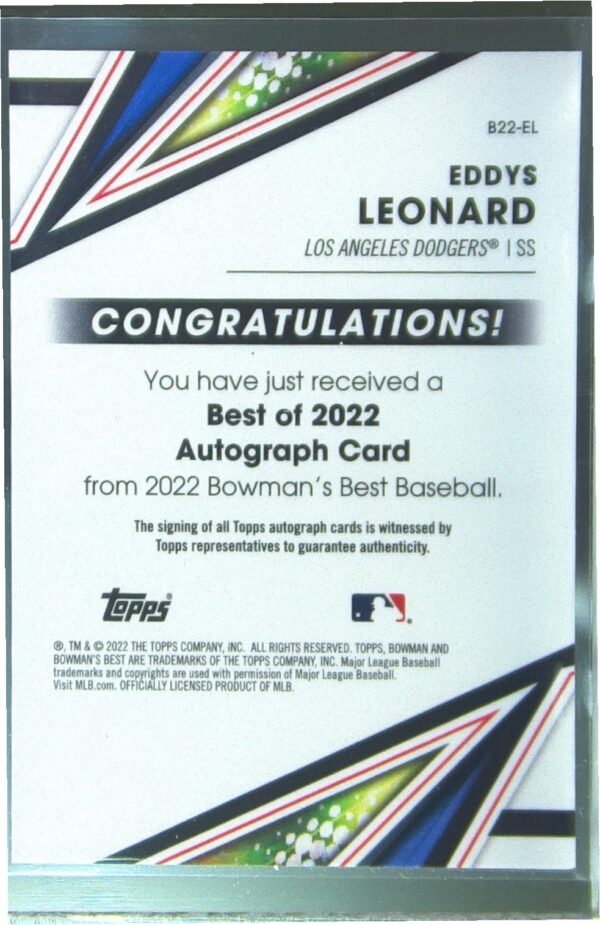 B22-EL
EDDYS
LEONARD
LOS ANGELES DODGERS® | SS
CONGRATULATIONS!
You have just received a
Best of 2022
Autograph Card
from 2022 Bowman's Best Baseball.
The signing of all Topps autograph cards is witnessed by
Topps representatives to guarantee authenticity.
topps®
®, TM & © 2022 THE TOPPS COMPANY, INC. ALL RIGHTS RESERVED. TOPPS, BOWMAN AND
BOWMAN'S BEST ARE TRADEMARKS OF THE TOPPS COMPANY, INC. Major League Baseball
trademarks and copyrights are used with permission of Major League Baseball.
Visit MLB.com. OFFICIALLY LICENSED PRODUCT OF MLB.